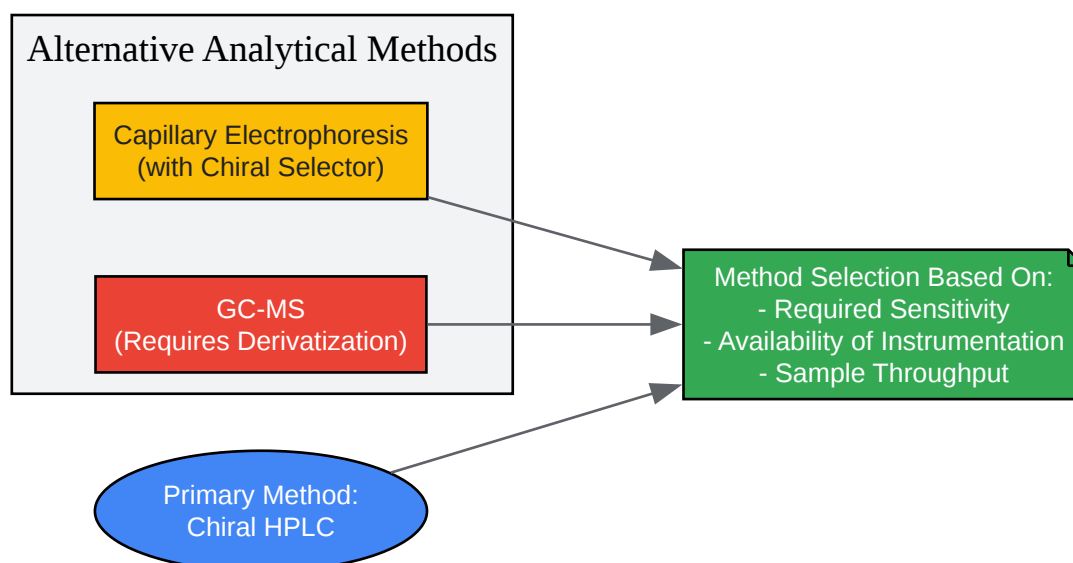 Alternative Analytical Methods
Capillary Electrophoresis
(with Chiral Selector)
GC-MS
(Requires Derivatization)
Primary Method:
Chiral HPLC
Method Selection Based On:
- Required Sensitivity
- Availability of Instrumentation
- Sample Throughput